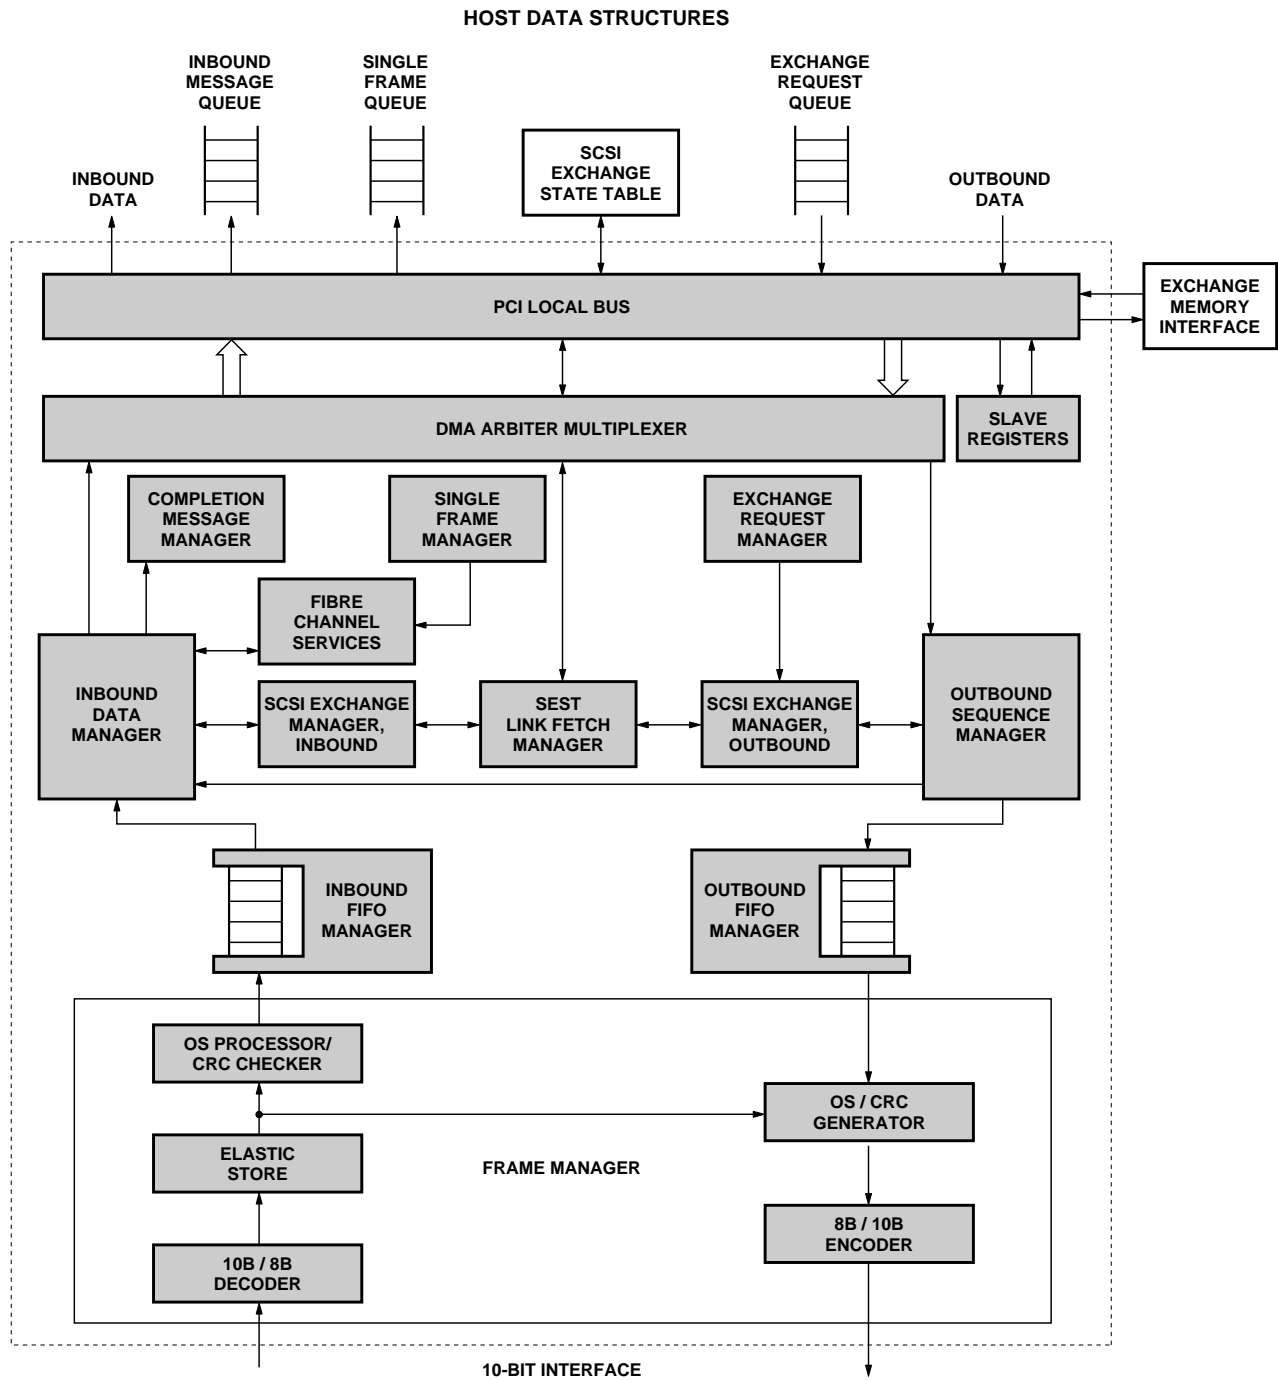 HOST DATA STRUCTURES
INBOUND
MESSAGE
QUEUE
SINGLE
FRAME
QUEUE
EXCHANGE
REQUEST
QUEUE
INBOUND
DATA
SCSI
EXCHANGE
STATE TABLE
OUTBOUND
DATA
PCI LOCAL BUS
EXCHANGE
MEMORY
INTERFACE
DMA ARBITER MULTIPLEXER
SLAVE
REGISTERS
COMPLETION
MESSAGE
MANAGER
SINGLE
FRAME
MANAGER
EXCHANGE
REQUEST
MANAGER
FIBRE
CHANNEL
SERVICES
INBOUND
DATA
MANAGER
SCSI EXCHANGE
MANAGER,
INBOUND
SEST
LINK FETCH
MANAGER
SCSI EXCHANGE
MANAGER,
OUTBOUND
OUTBOUND
SEQUENCE
MANAGER
INBOUND
FIFO
MANAGER
OUTBOUND
FIFO
MANAGER
OS PROCESSOR/
CRC CHECKER
OS / CRC
GENERATOR
ELASTIC
STORE
FRAME MANAGER
8B / 10B
ENCODER
10B / 8B
DECODER
10-BIT INTERFACE